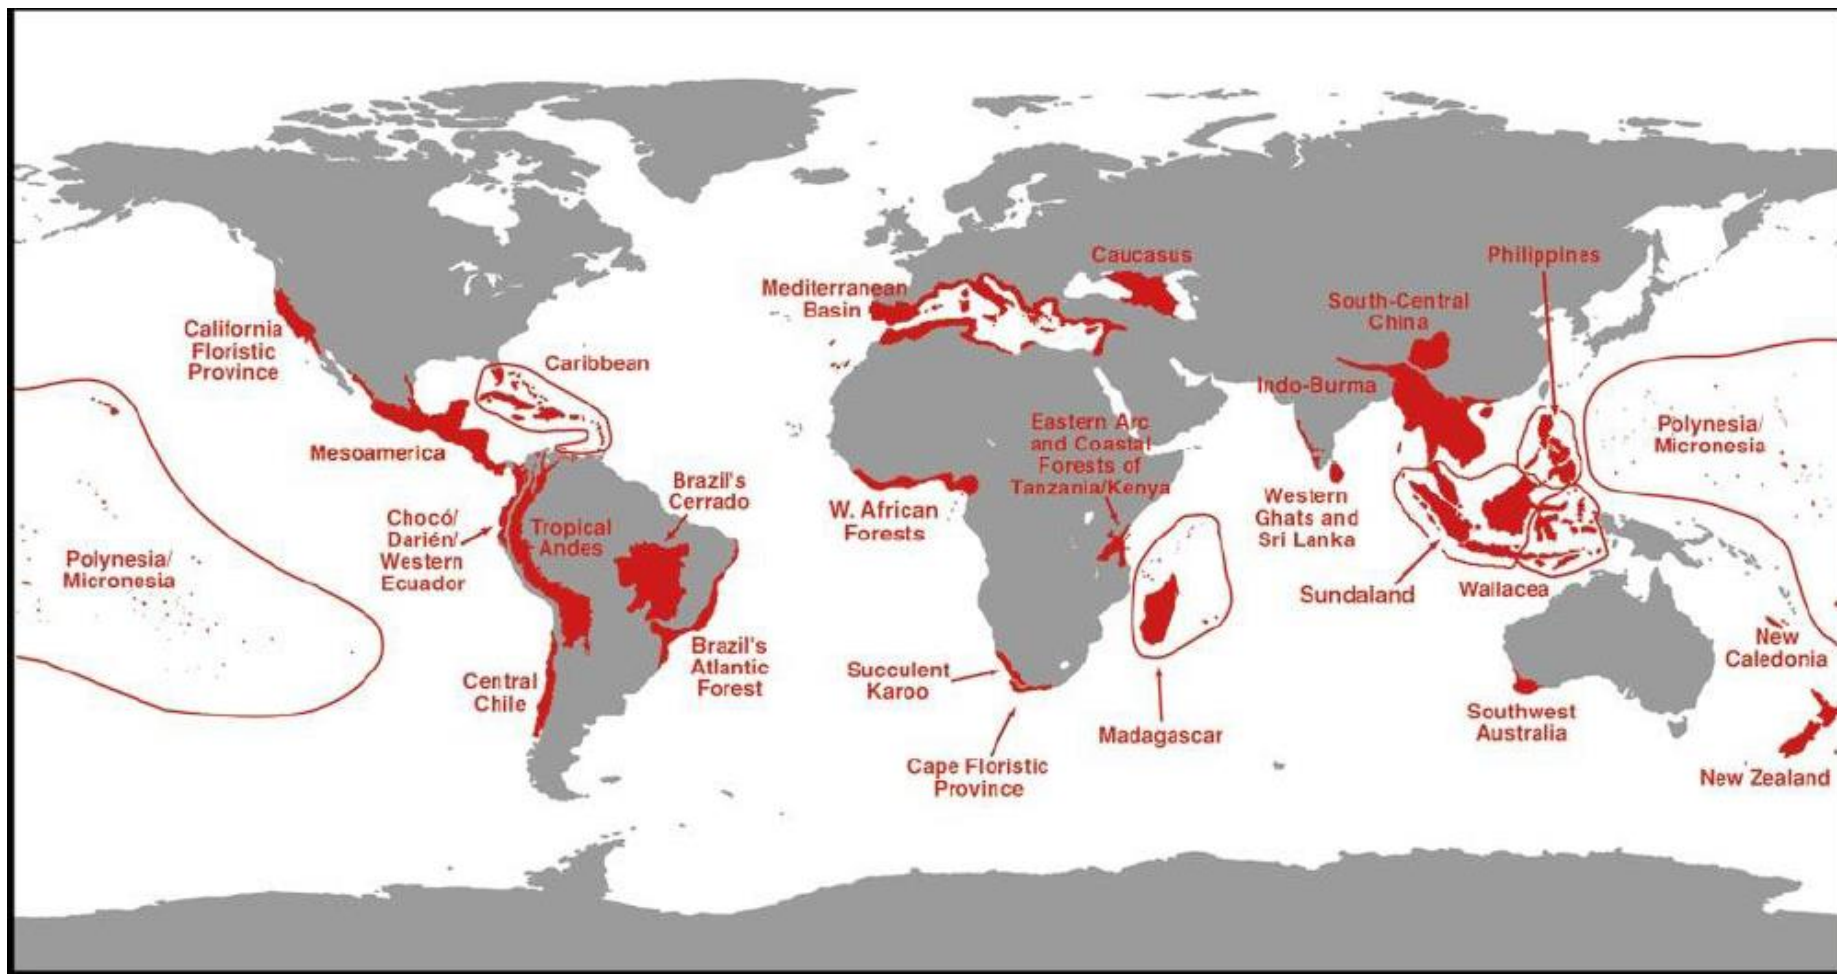 Caucasus
Philippines
Mediterranean
Basin
South-Central
China
California
Floristic
Province
Caribbean
Indo-Burma
Eastern Arc
and Coastal
Forests of
Tanzania/Kenya
Polynesia/
Micronesia
Mesoamerica
Brazil's
Cerrado
Western
Ghats and
Sri Lanka
W. African
Forests
Chocó/
Darién/
Western
Ecuador
Tropical
Andes
Polynesia/
Micronesia
Sundaland
Wallacea
New
Caledonia
Brazil's
Atlantic
Forest
Central
Chile
Succulent
Karoo
Madagascar
Southwest
Australia
Cape Floristic
Province
New Zealand